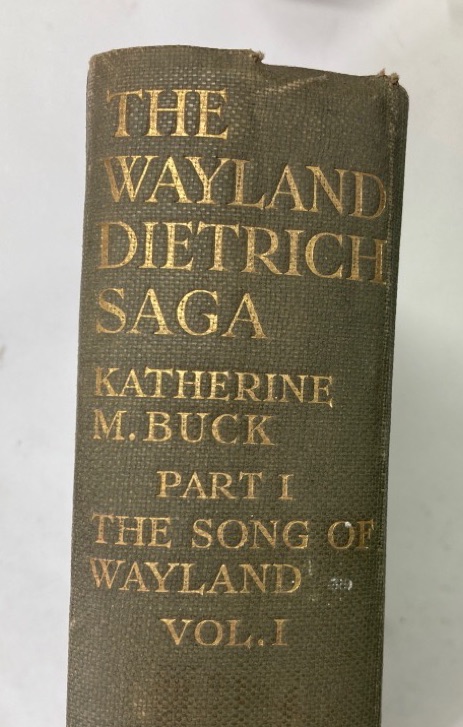 THE
WAYLAND
DIETRICH
SAGA
KATHERINE
M. BUCK
PART I
THE SONG OF
WAYLAND
VOL. I